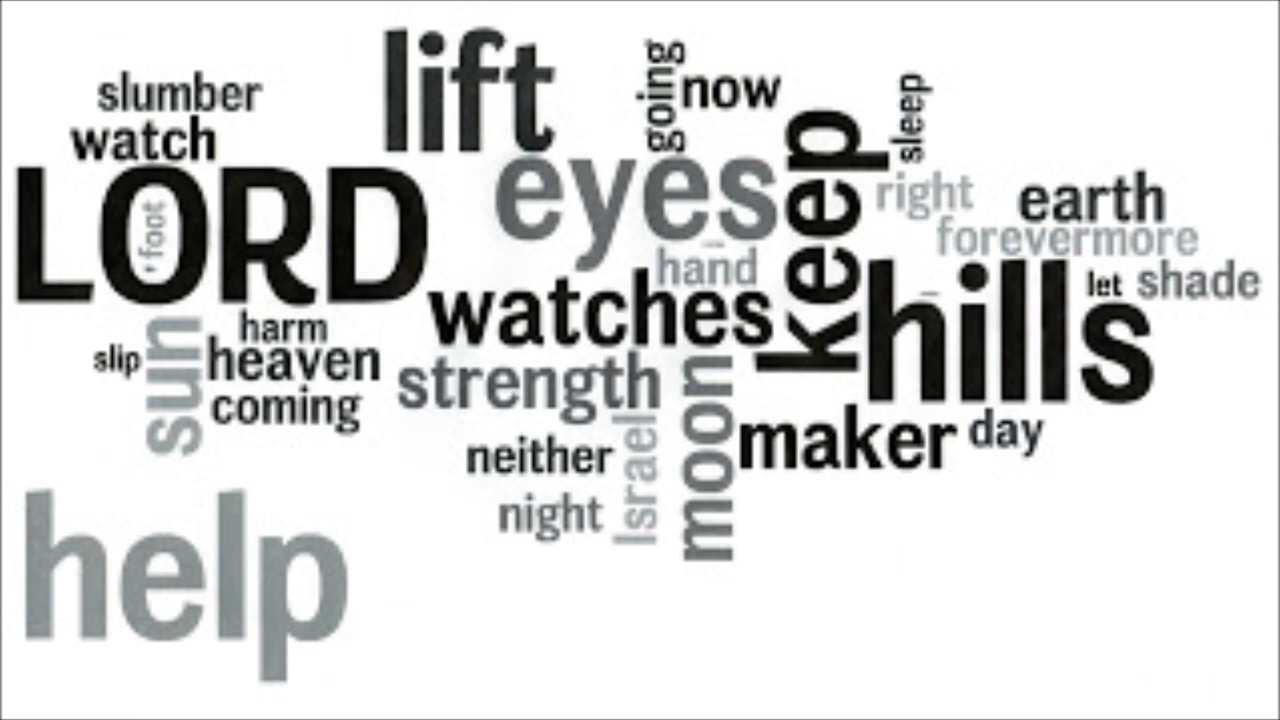 lift
going
now
slumber
sleep
watch
keep
eyes
LORD
foot
right
earth
forevermore
hand
hills
let
shade
watches
harm
slip
sun
heaven
strength
coming
moon
maker
day
neither
Israel
night
help